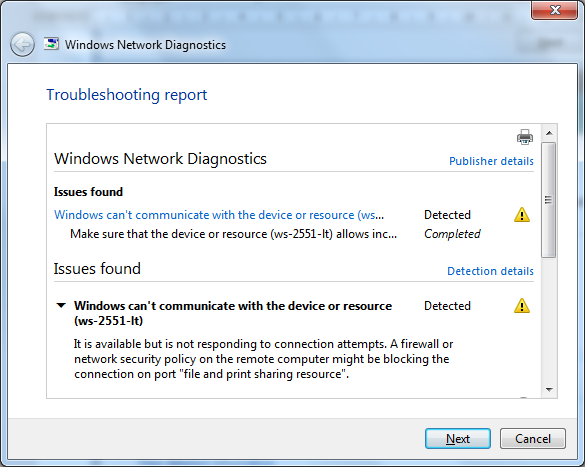 Windows Network Diagnostics
Troubleshooting report
Windows Network Diagnostics
Publisher details
Issues found
Windows can't communicate with the device or resource (ws...
Detected
Make sure that the device or resource (ws-2551-lt) allows inc...
Completed
Issues found
Detection details
Windows can't communicate with the device or resource
Detected
(ws-2551-lt)
It is available but is not responding to connection attempts. A firewall or
network security policy on the remote computer might be blocking the
connection on port "file and print sharing resource".
Next
Cancel